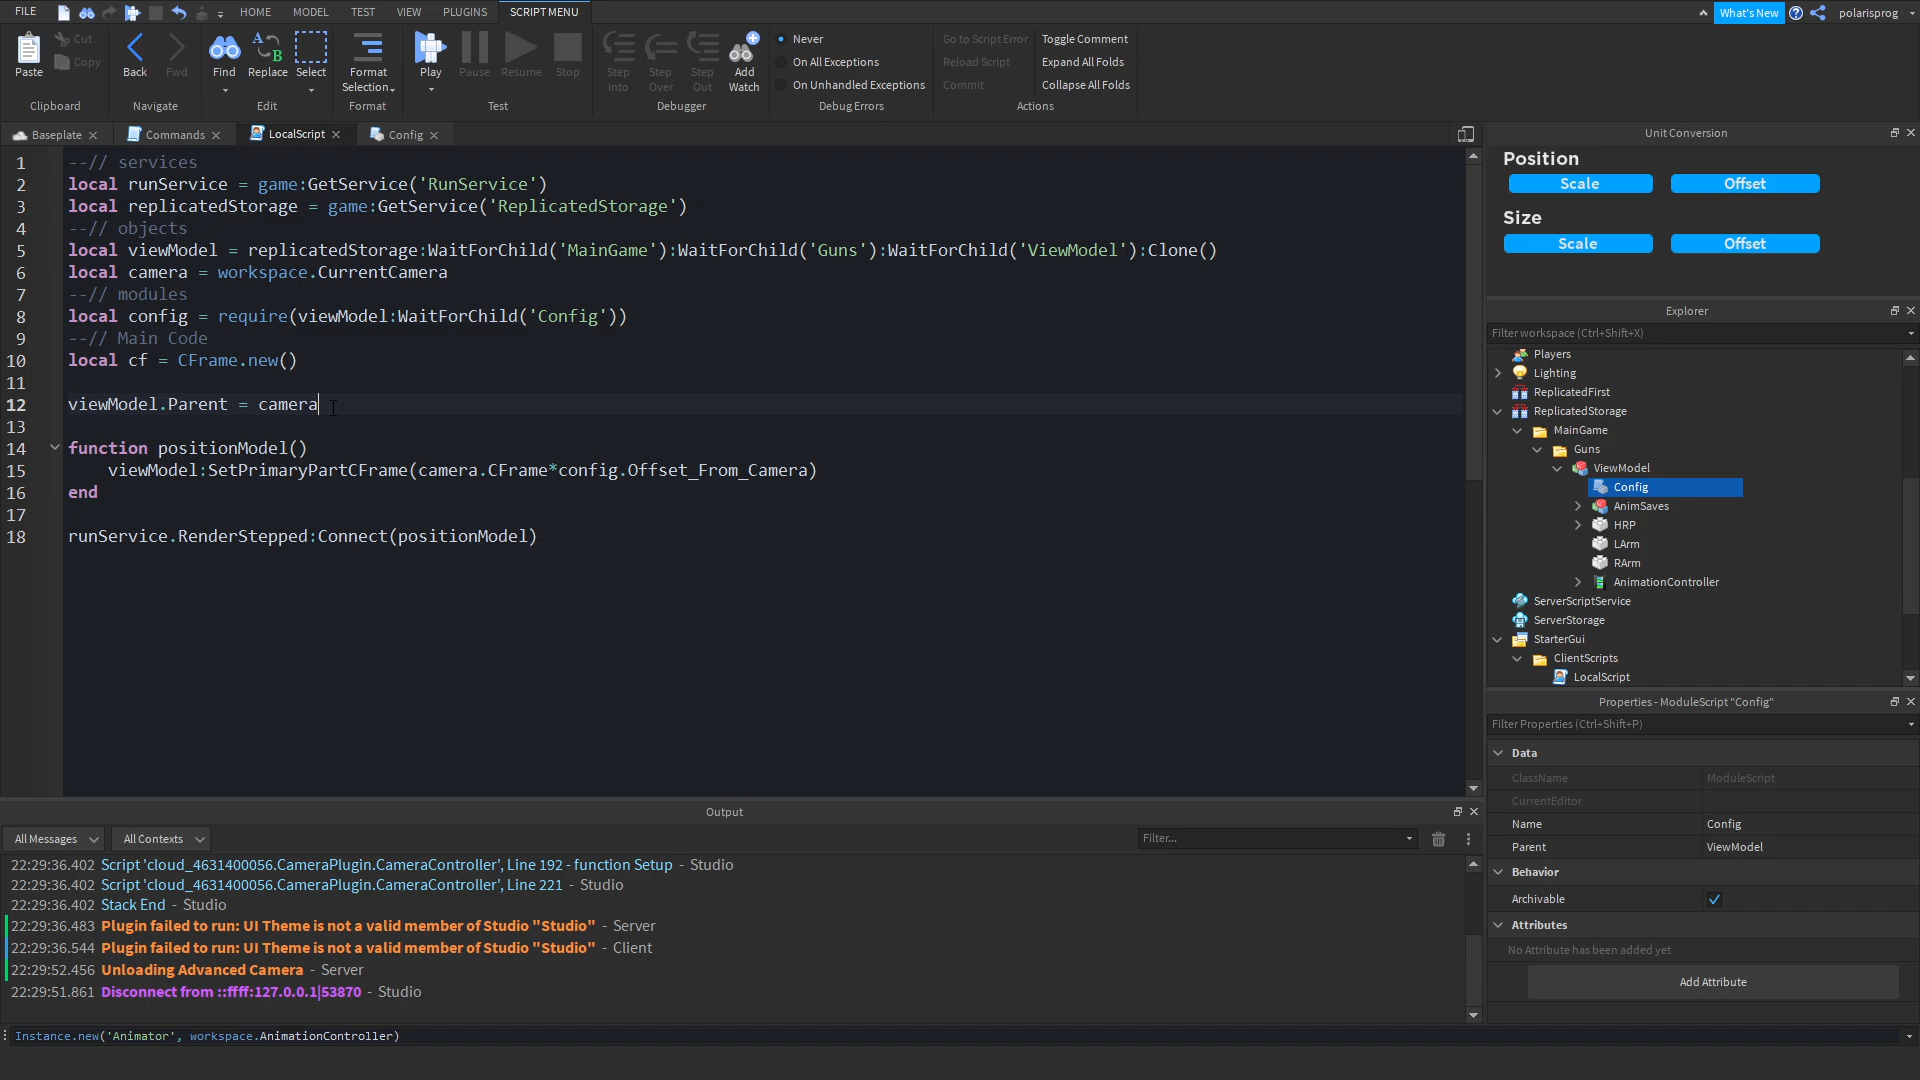 FILE HOME MODEL TEST VIEW PLUGINS SCRIPT MENU What's New polarisprog
Paste Cut Copy Back Fwd Find Replace Select Format Selection Play Pause Resume Stop Step Into Step Over Step Out Add Watch
Never Go to Script Error Toggle Comment
On All Exceptions Reload Script Expand All Folds
On Unhandled Exceptions Commit Collapse All Folds
Clipboard Navigate Edit Format Test Debugger Debug Errors Actions
Baseplate Commands LocalScript Config
1 --// services
2 local runService = game:GetService('RunService')
3 local replicatedStorage = game:GetService('ReplicatedStorage')
4 --// objects
5 local viewModel = replicatedStorage:WaitForChild('MainGame'):WaitForChild('Guns'):WaitForChild('ViewModel'):Clone()
6 local camera = workspace.CurrentCamera
7 --// modules
8 local config = require(viewModel:WaitForChild('Config'))
9 --// Main Code
10 local cf = CFrame.new()
11
12 viewModel.Parent = camera
13
14 function positionModel()
15 viewModel:SetPrimaryPartCFrame(camera.CFrame*config.Offset_From_Camera)
16 end
17
18 runService.RenderStepped:Connect(positionModel)
Unit Conversion
Position
Scale Offset
Size
Scale Offset
Explorer
Filter workspace (Ctrl+Shift+X)
Players
Lighting
ReplicatedFirst
ReplicatedStorage
MainGame
Guns
ViewModel
Config
AnimSaves
HRP
LArm
RArm
AnimationController
ServerScriptService
ServerStorage
StarterGui
ClientScripts
LocalScript
Properties - ModuleScript "Config"
Filter Properties (Ctrl+Shift+P)
Data
ClassName ModuleScript
CurrentEditor
Name Config
Parent ViewModel
Behavior
Archivable
Attributes
No Attribute has been added yet
Add Attribute
Output
All Messages All Contexts Filter...
22:29:36.402 Script 'cloud_4631400056.CameraPlugin.CameraController', Line 192 - function Setup - Studio
22:29:36.402 Script 'cloud_4631400056.CameraPlugin.CameraController', Line 221 - Studio
22:29:36.402 Stack End - Studio
22:29:36.483 Plugin failed to run: UI Theme is not a valid member of Studio "Studio" - Server
22:29:36.544 Plugin failed to run: UI Theme is not a valid member of Studio "Studio" - Client
22:29:52.456 Unloading Advanced Camera - Server
22:29:51.861 Disconnect from ::ffff:127.0.0.1|53870 - Studio
Instance.new('Animator', workspace.AnimationController)